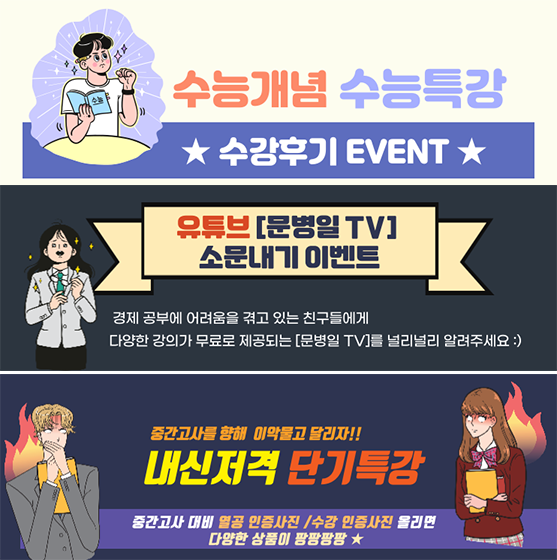 수능
수능개념 수능특강
★ 수강후기 EVENT ★
유튜브 [문병일 TV]
소문내기 이벤트
경제 공부에 어려움을 겪고 있는 친구들에게
다양한 강의가 무료로 제공되는 [문병일 TV]를 널리널리 알려주세요 :)
중간고사를 향해 이악물고 달리자!!
내신저격 단기특강
중간고사 대비 열공 인증사진 /수강 인증사진 올리면
다양한 상품이 팡팡팡팡 ★